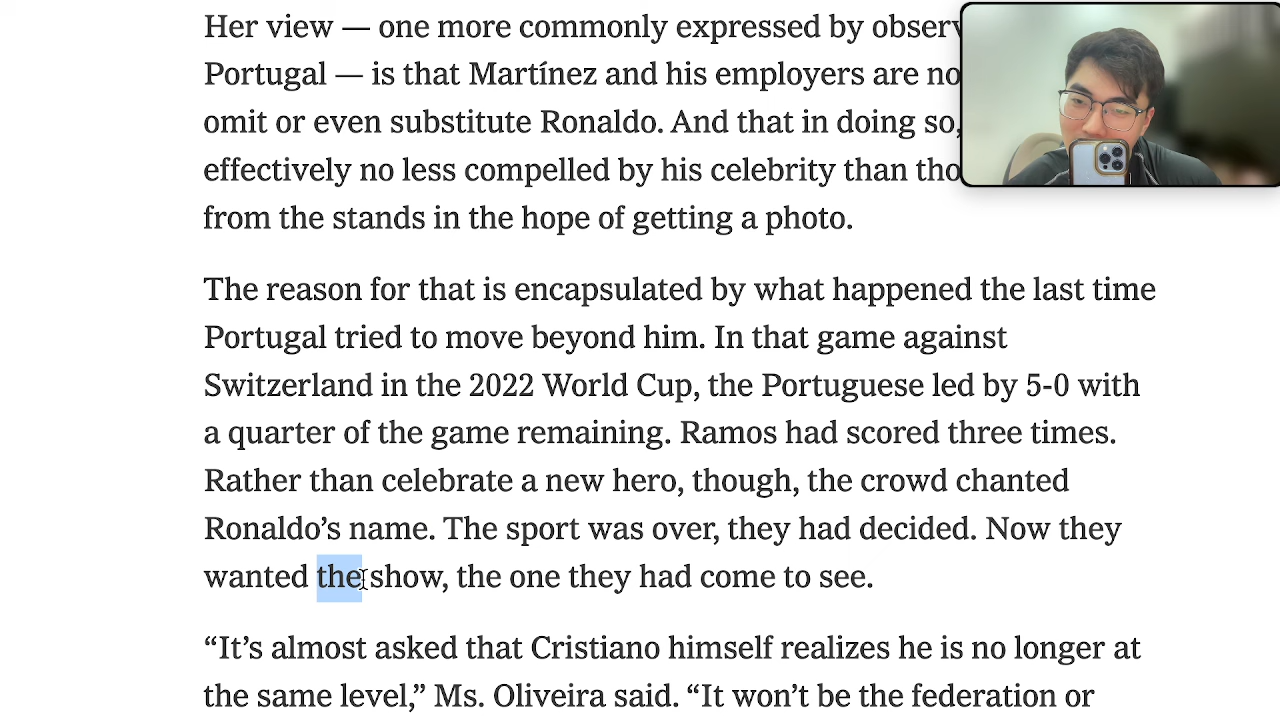 Her view — one more commonly expressed by
Portugal — is that Martínez and his employers are
omit or even substitute Ronaldo. And that in doing so,
effectively no less compelled by his celebrity than
from the stands in the hope of getting a photo.
The reason for that is encapsulated by what happened the last time
Portugal tried to move beyond him. In that game against
Switzerland in the 2022 World Cup, the Portuguese led by 5-0 with
a quarter of the game remaining. Ramos had scored three times.
Rather than celebrate a new hero, though, the crowd chanted
Ronaldo’s name. The sport was over, they had decided. Now they
wanted the show, the one they had come to see.
“It’s almost asked that Cristiano himself realizes he is no longer at
the same level,” Ms. Oliveira said. “It won’t be the federation or